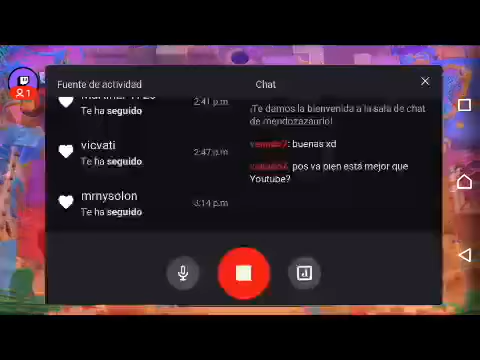 Fuente de actividad
Chat
2:41 p.m
Te ha seguido
vicvati
2:47 p.m
Te ha seguido
mrnysolon
3:14 p.m
Te ha seguido
¡Te damos la bienvenida a la sala de chat
de mendozazaurio!
: buenas xd
pos va bien está mejor que
Youtube?
1